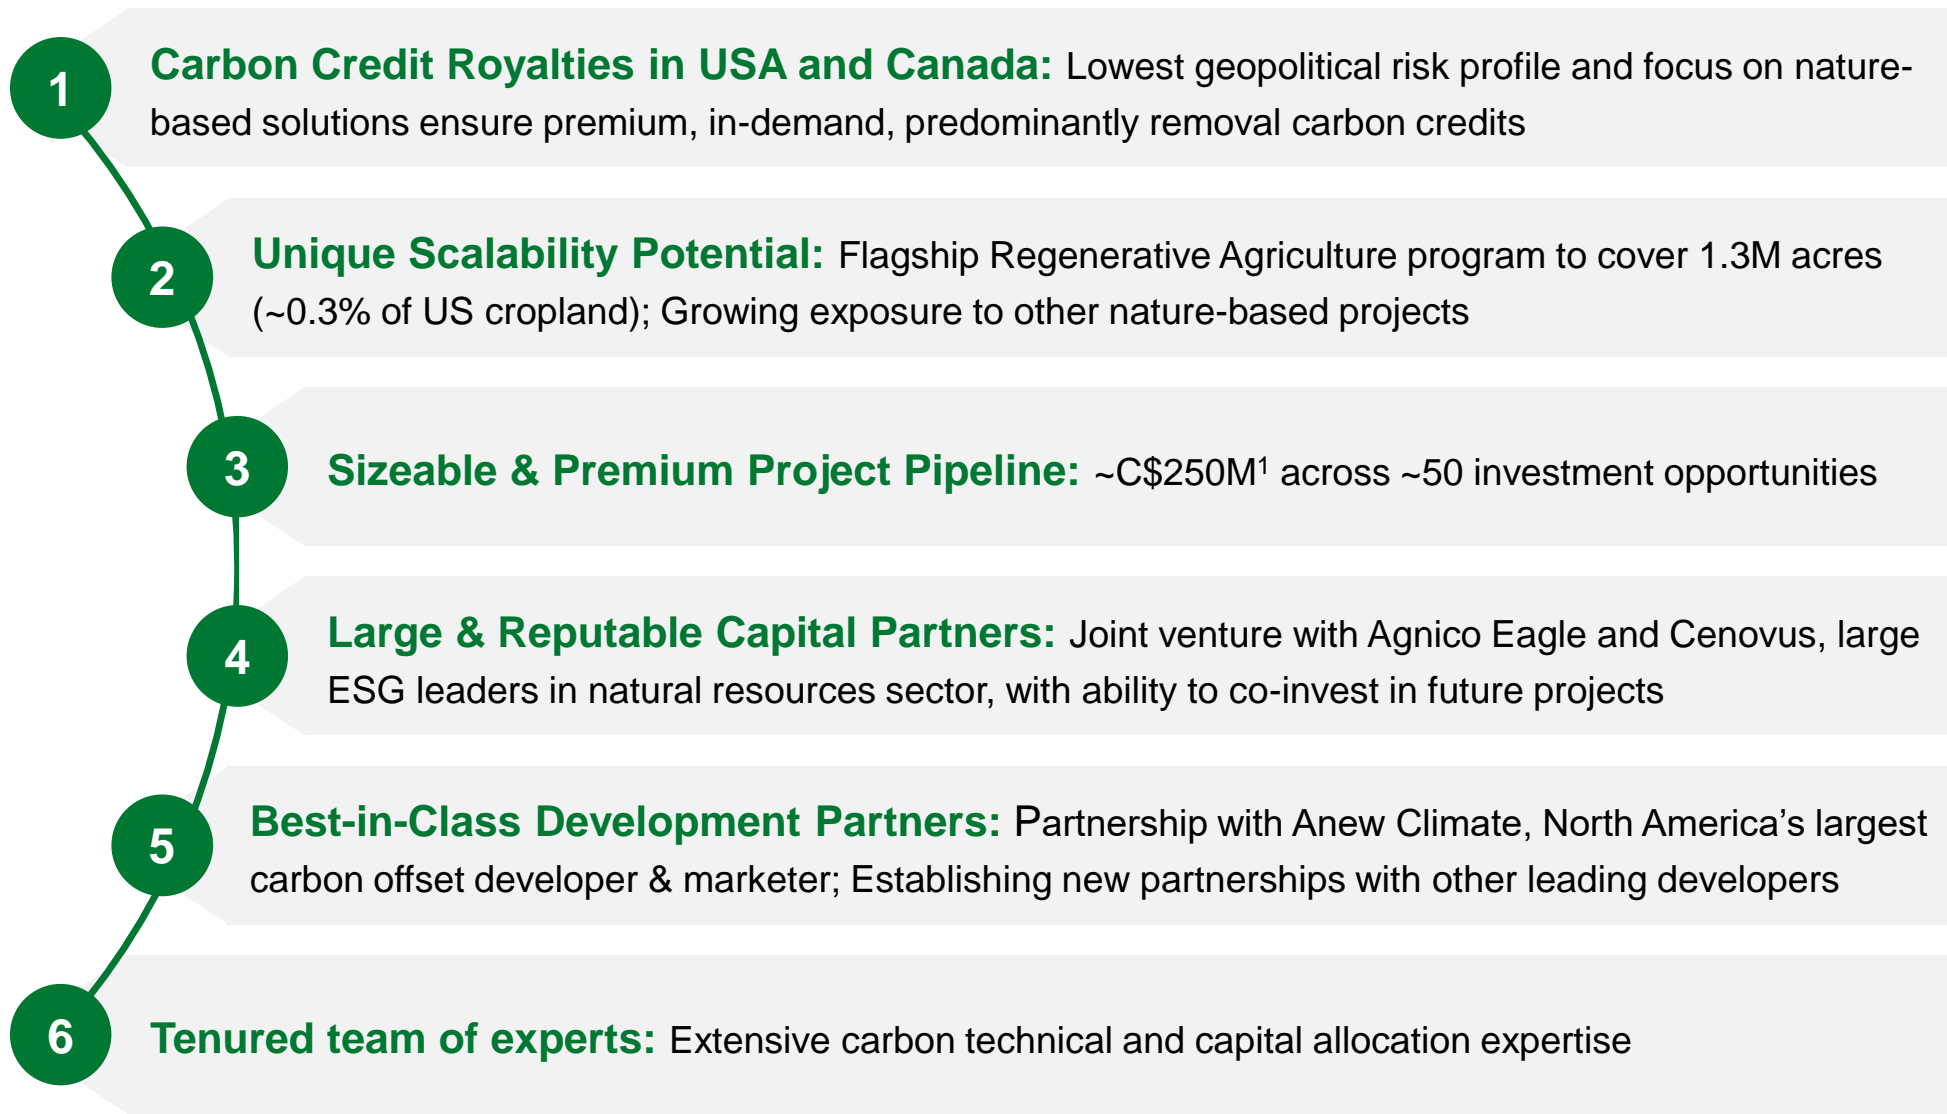 1
Carbon Credit Royalties in USA and Canada: Lowest geopolitical risk profile and focus on nature-
based solutions ensure premium, in-demand, predominantly removal carbon credits
2
Unique Scalability Potential: Flagship Regenerative Agriculture program to cover 1.3M acres
(~0.3% of US cropland); Growing exposure to other nature-based projects
3
Sizeable & Premium Project Pipeline: ~C$250M¹ across ~50 investment opportunities
4
Large & Reputable Capital Partners: Joint venture with Agnico Eagle and Cenovus, large
ESG leaders in natural resources sector, with ability to co-invest in future projects
5
Best-in-Class Development Partners: Partnership with Anew Climate, North America’s largest
carbon offset developer & marketer; Establishing new partnerships with other leading developers
6
Tenured team of experts: Extensive carbon technical and capital allocation expertise